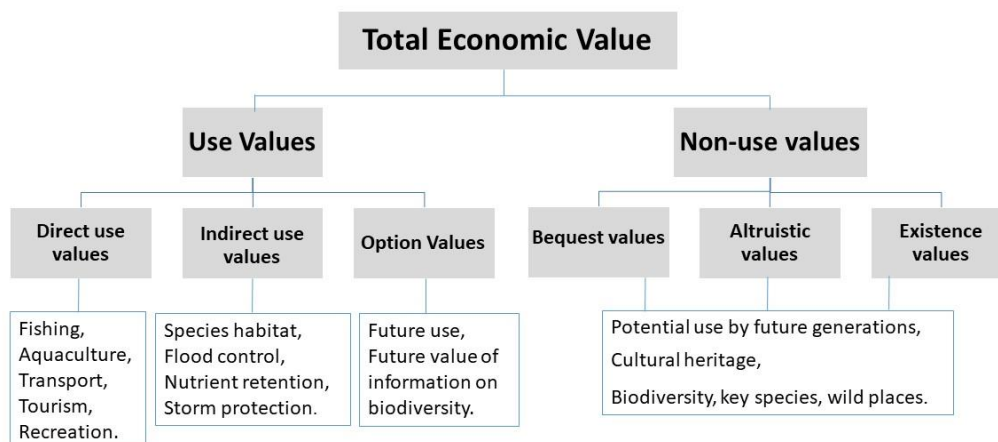 Total Economic Value
Use Values
Non-use values
Direct use
values
Indirect use
values
Option Values
Bequest values
Altruistic
values
Existence
values
Fishing,
Aquaculture,
Transport,
Tourism,
Recreation.
Species habitat,
Flood control,
Nutrient retention,
Storm protection.
Future use,
Future value of
information on
biodiversity.
Potential use by future generations,
Cultural heritage,
Biodiversity, key species, wild places.